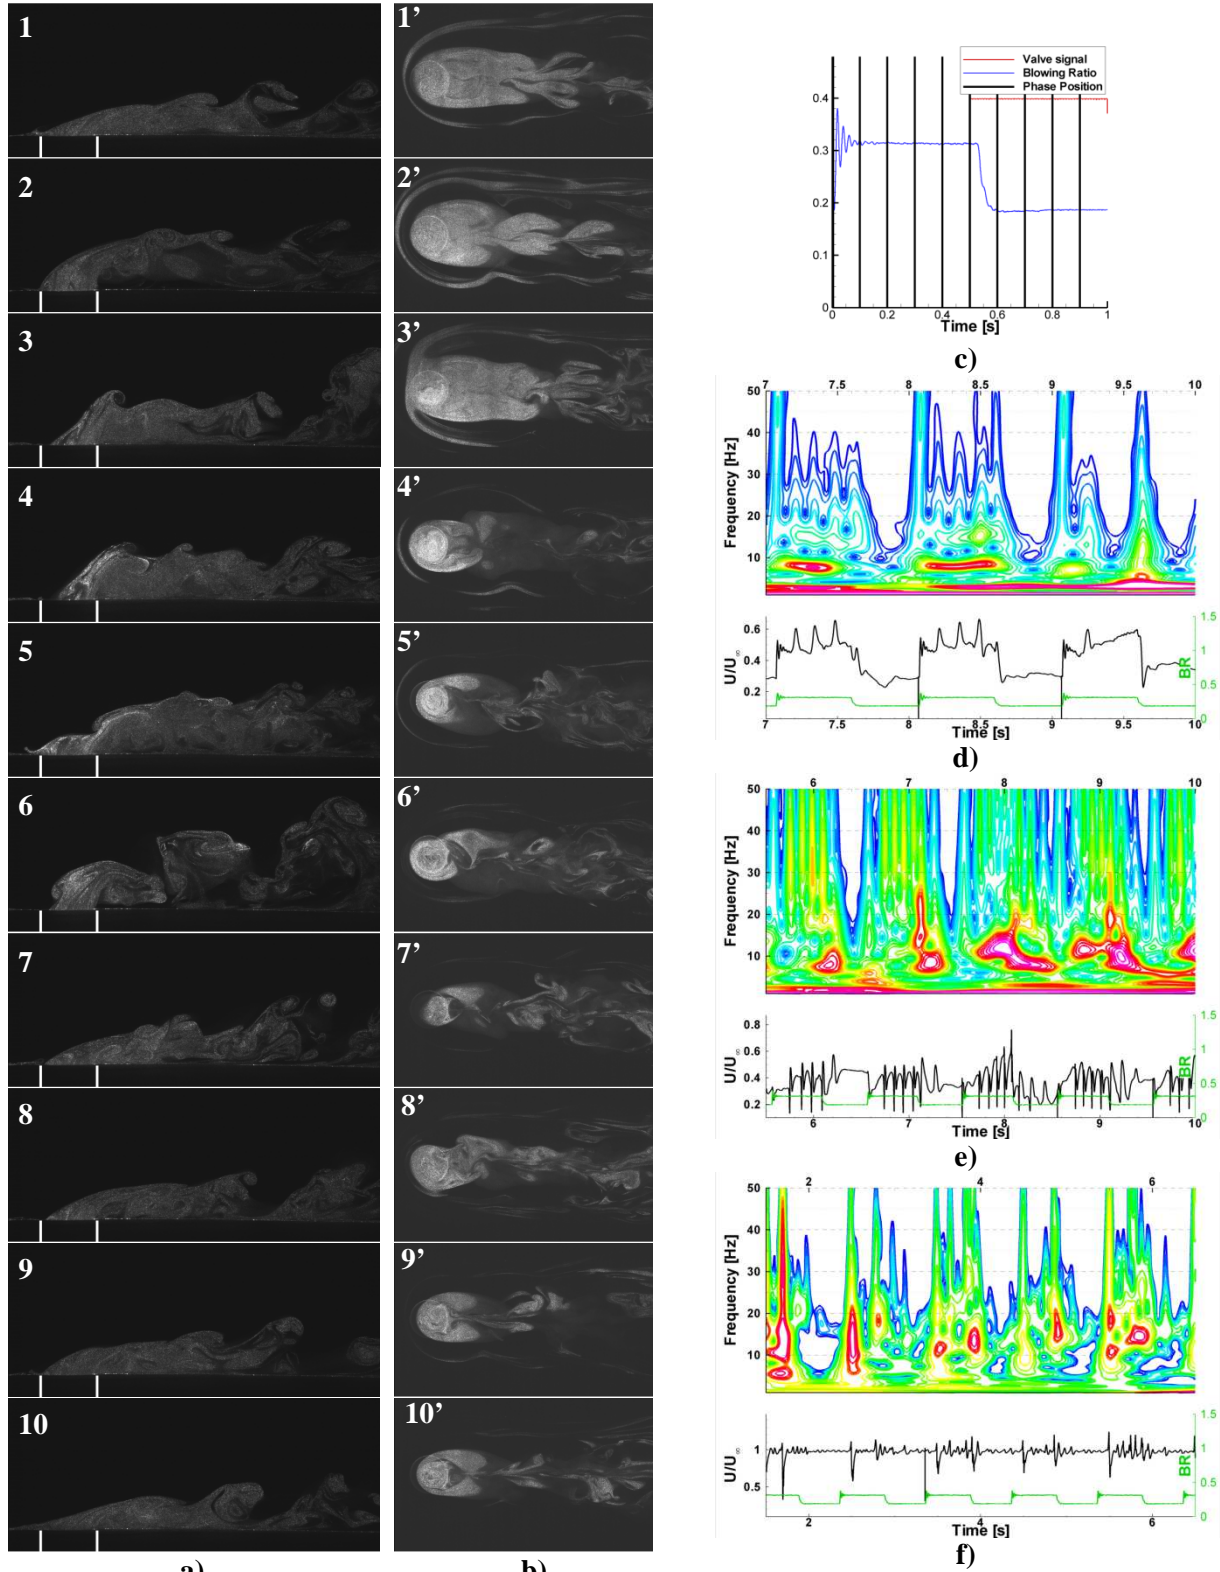 1
2
3
4
5
6
7
8
9
10
a)
1’
2’
3’
4’
5’
6’
7’
8’
9’
10’
b)
Valve signal
Blowing Ratio
Phase Position
0.4
0.3
0.2
0.1
0
0 0.2 0.4 0.6 0.8 1
Time [s]
c)
7 7.5 8 8.5 9 9.5 10
50
40
30
20
10
Frequency [Hz]
0.6
0.4
0.2
U/U∞
1.5
1
0.5
0
BR
7 7.5 8 8.5 9 9.5 10
Time [s]
d)
6 7 8 9 10
50
40
30
20
10
Frequency [Hz]
0.8
0.6
0.4
0.2
U/U∞
1.5
1
0.5
0
BR
6 7 8 9 10
Time [s]
e)
2 4 6
50
40
30
20
10
Frequency [Hz]
1
0.5
U/U∞
1.5
1
0.5
0
BR
2 4 6
Time [s]
f)